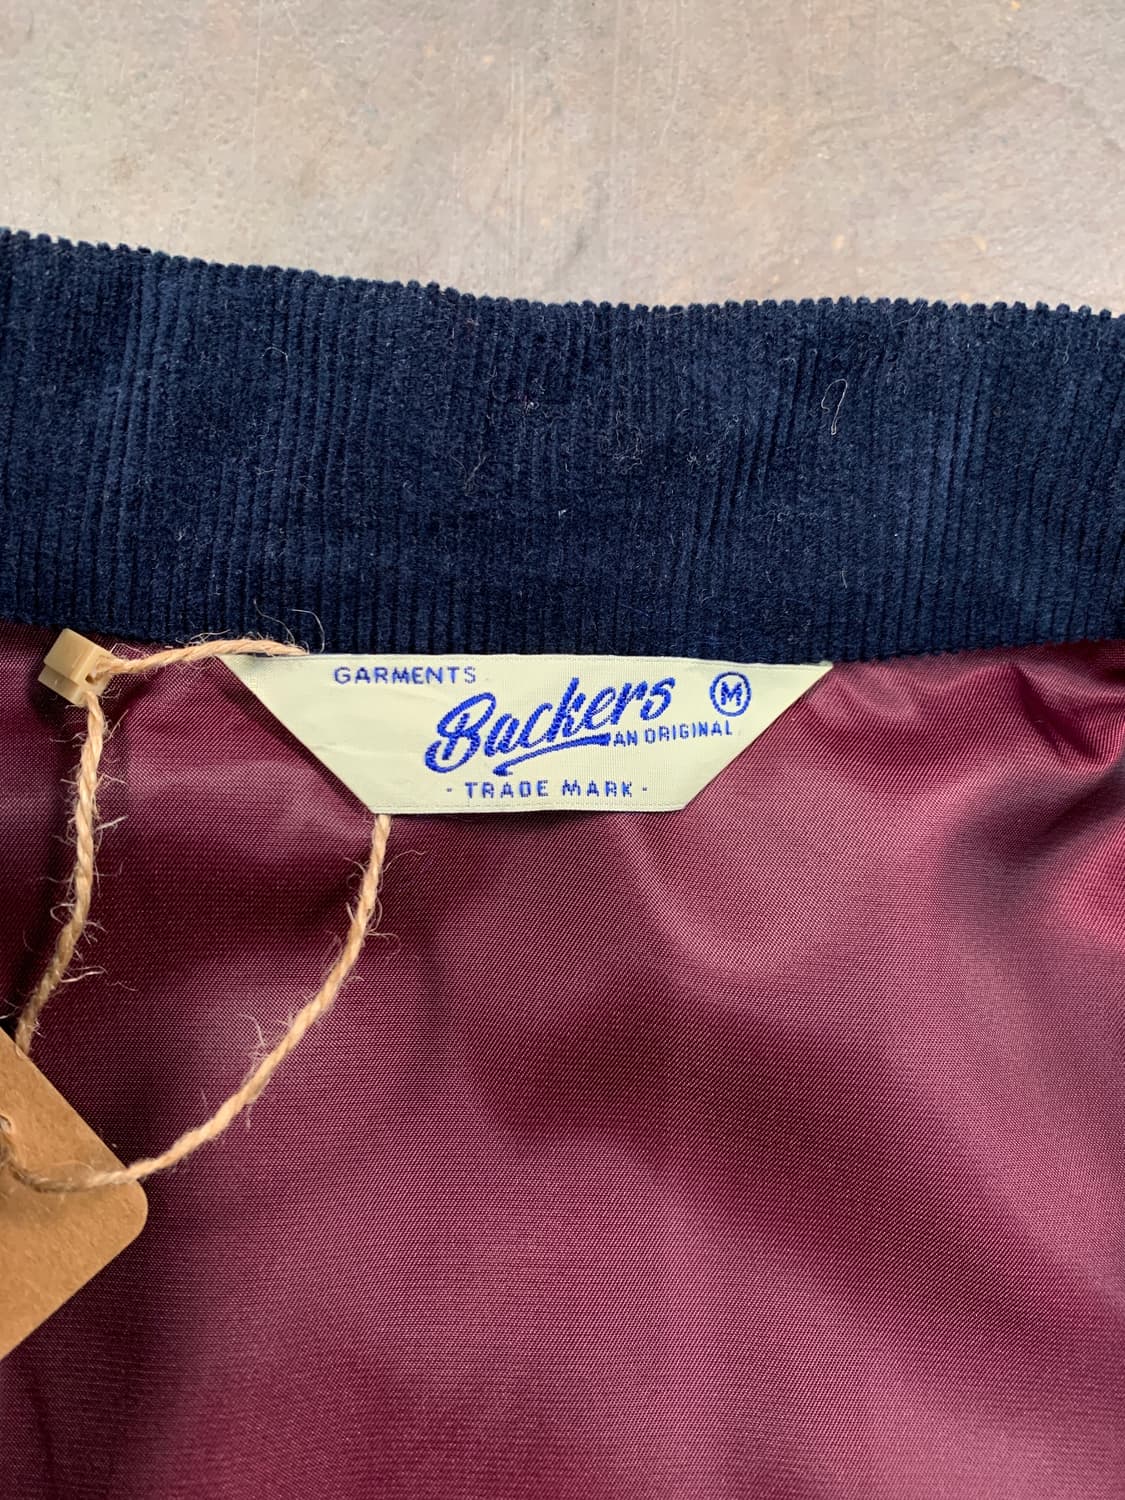 GARMENTS
Buckers
M
AN ORIGINAL
- TRADE MARK -